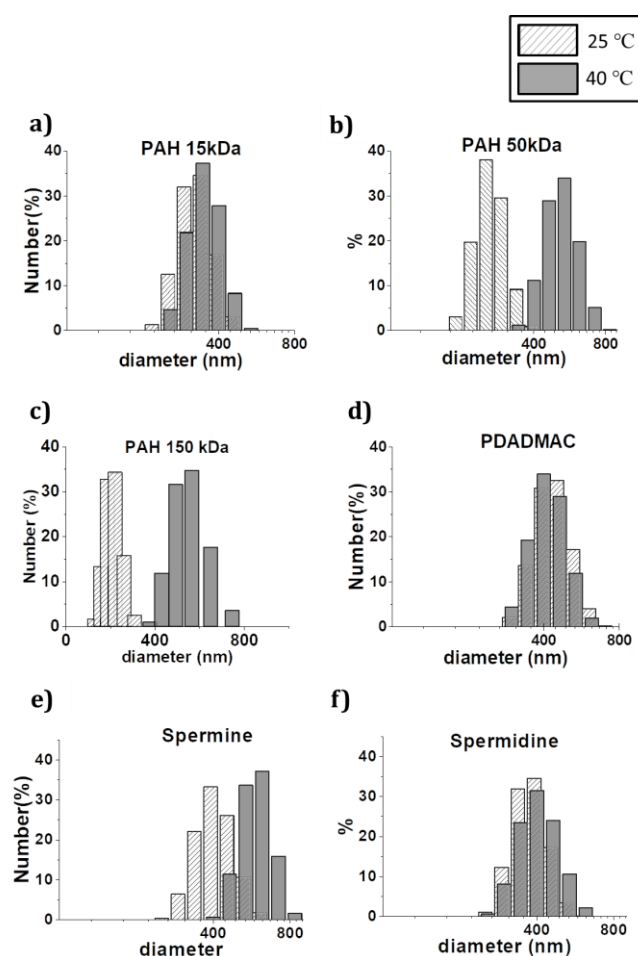 25 °C
40 °C
a)
PAH 15kDa
Number(%)
40
30
20
10
0
400
800
diameter (nm)
b)
PAH 50kDa
%
40
30
20
10
0
400
800
diameter (nm)
c)
PAH 150 kDa
Number (%)
40
30
20
10
0
0
400
800
diameter (nm)
d)
PDADMAC
Number(%)
40
30
20
10
0
400
800
diameter (nm)
e)
Spermine
Number(%)
40
30
20
10
0
400
800
diameter
f)
Spermidine
%
40
30
20
10
0
400
800
diameter (nm)